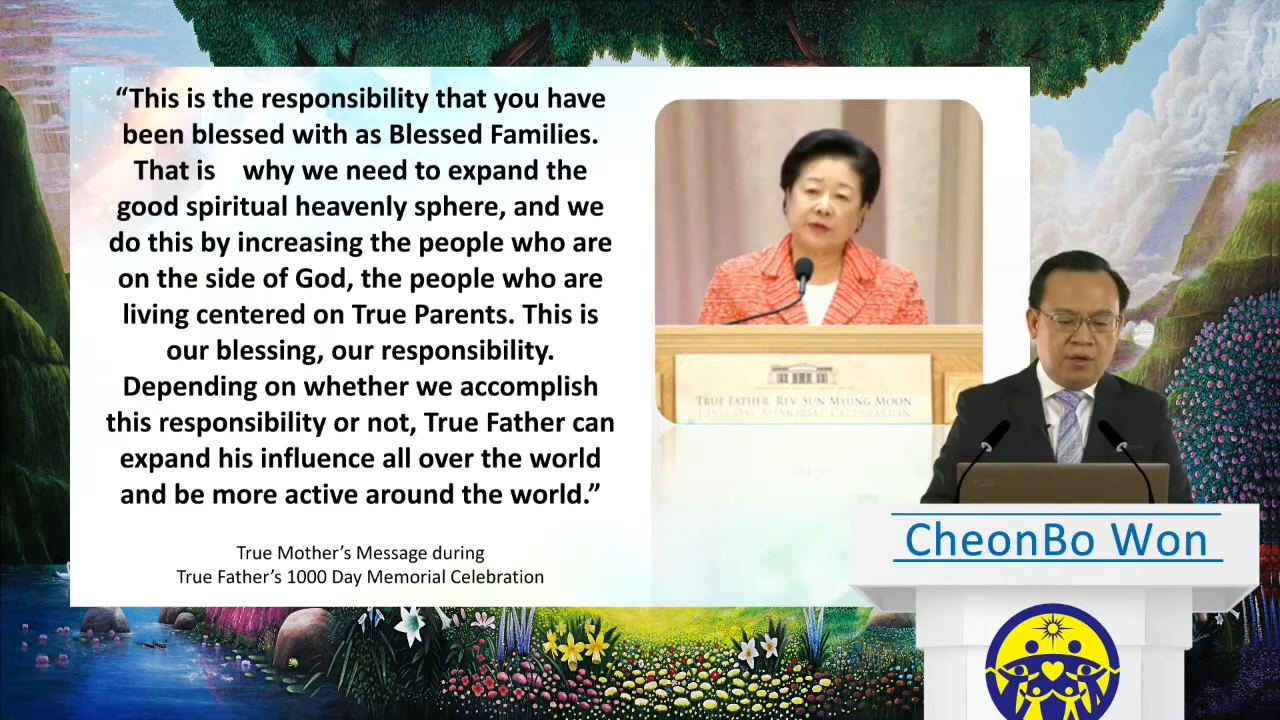 “This is the responsibility that you have
been blessed with as Blessed Families.
That is why we need to expand the
good spiritual heavenly sphere, and we
do this by increasing the people who are
on the side of God, the people who are
living centered on True Parents. This is
our blessing, our responsibility.
Depending on whether we accomplish
this responsibility or not, True Father can
expand his influence all over the world
and be more active around the world.”
True Mother’s Message during
True Father’s 1000 Day Memorial Celebration
TRUE FATHER, REV. SUN MYUNG MOON
1,000 DAY MEMORIAL CELEBRATION
CheonBo Won